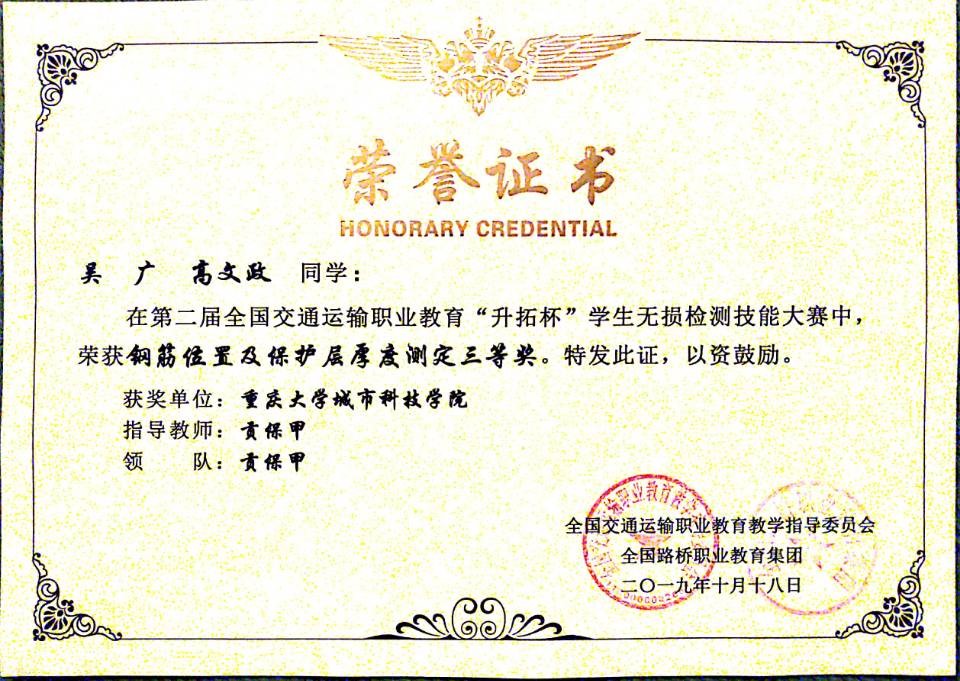 荣誉证书
HONORARY CREDENTIAL
吴 广 高文政 同学：
在第二届全国交通运输职业教育“升拓杯”学生无损检测技能大赛中，
荣获钢筋位置及保护层厚度测定三等奖。特发此证，以资鼓励。
获奖单位：重庆大学城市科技学院
指导教师：贡保甲
领 队：贡保甲
全国交通运输职业教育教学指导委员会
全国路桥职业教育集团
二〇一九年十月十八日